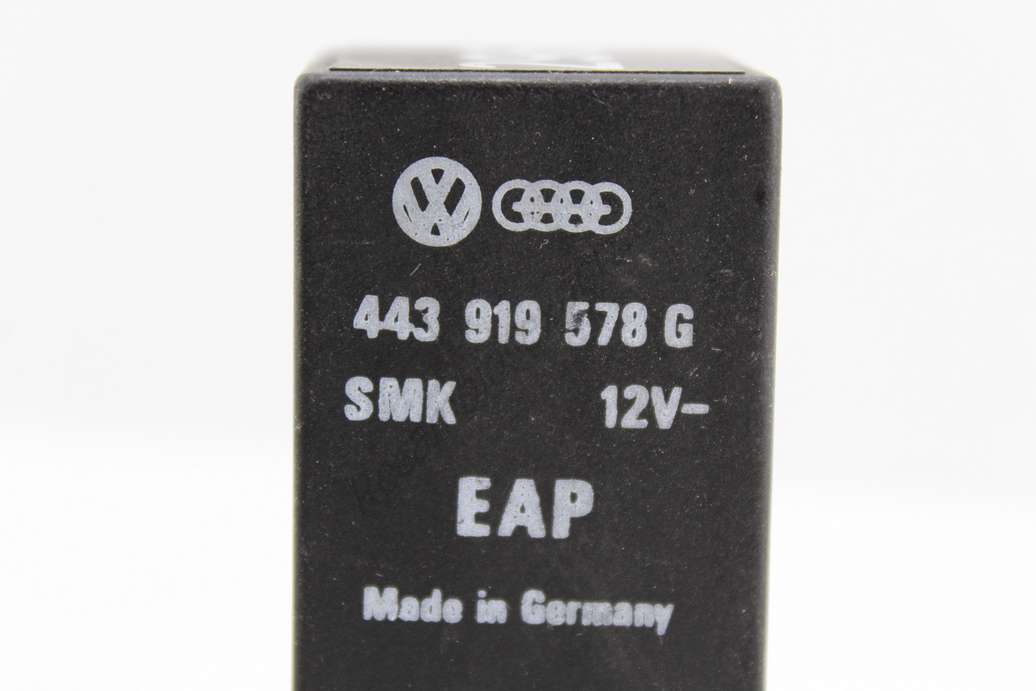 443 919 578 G
SMK 12V-
EAP
Made in Germany